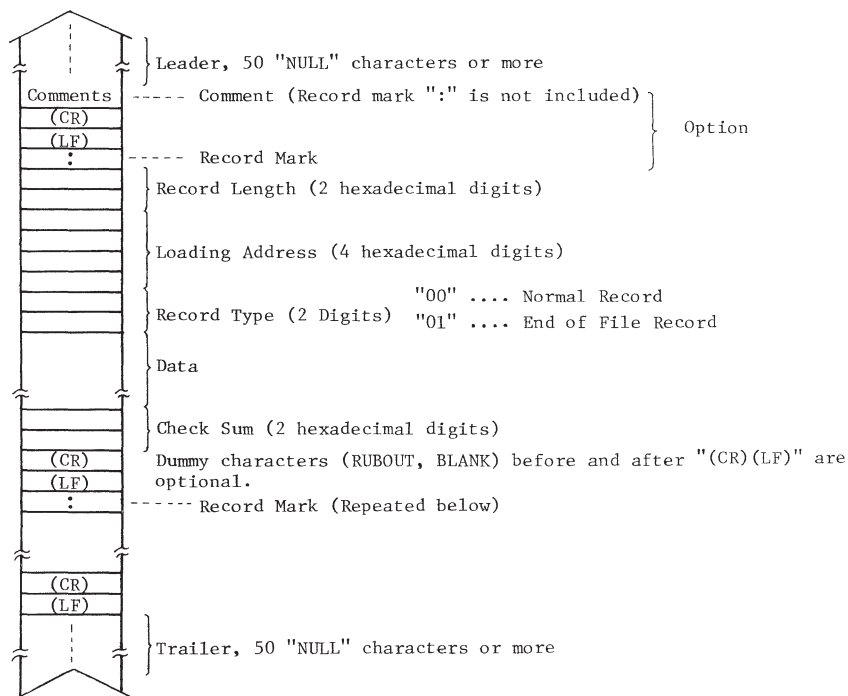 Leader, 50 "NULL" characters or more
Comments ----- Comment (Record mark ":" is not included)
(CR)
Option
(LF)
: ----- Record Mark
Record Length (2 hexadecimal digits)
Loading Address (4 hexadecimal digits)
"00" .... Normal Record
Record Type (2 Digits)
"01" .... End of File Record
Data
Check Sum (2 hexadecimal digits)
(CR) Dummy characters (RUBOUT, BLANK) before and after "(CR)(LF)" are
(LF) optional.
: ------ Record Mark (Repeated below)
(CR)
(LF)
Trailer, 50 "NULL" characters or more